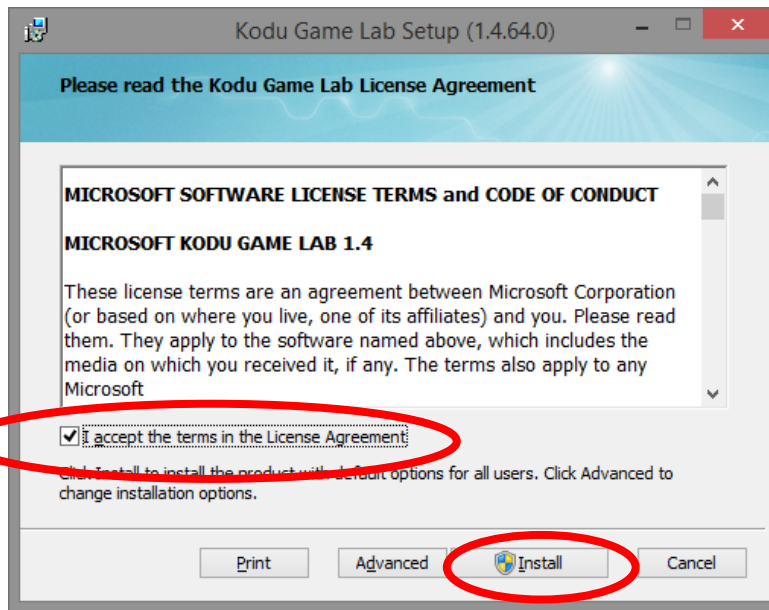 Kodu Game Lab Setup (1.4.64.0)
Please read the Kodu Game Lab License Agreement
MICROSOFT SOFTWARE LICENSE TERMS and CODE OF CONDUCT
MICROSOFT KODU GAME LAB 1.4
These license terms are an agreement between Microsoft Corporation
(or based on where you live, one of its affiliates) and you. Please read
them. They apply to the software named above, which includes the
media on which you received it, if any. The terms also apply to any
Microsoft
I accept the terms in the License Agreement
Click Install to install the product with default options for all users. Click Advanced to
change installation options.
Print Advanced Install Cancel